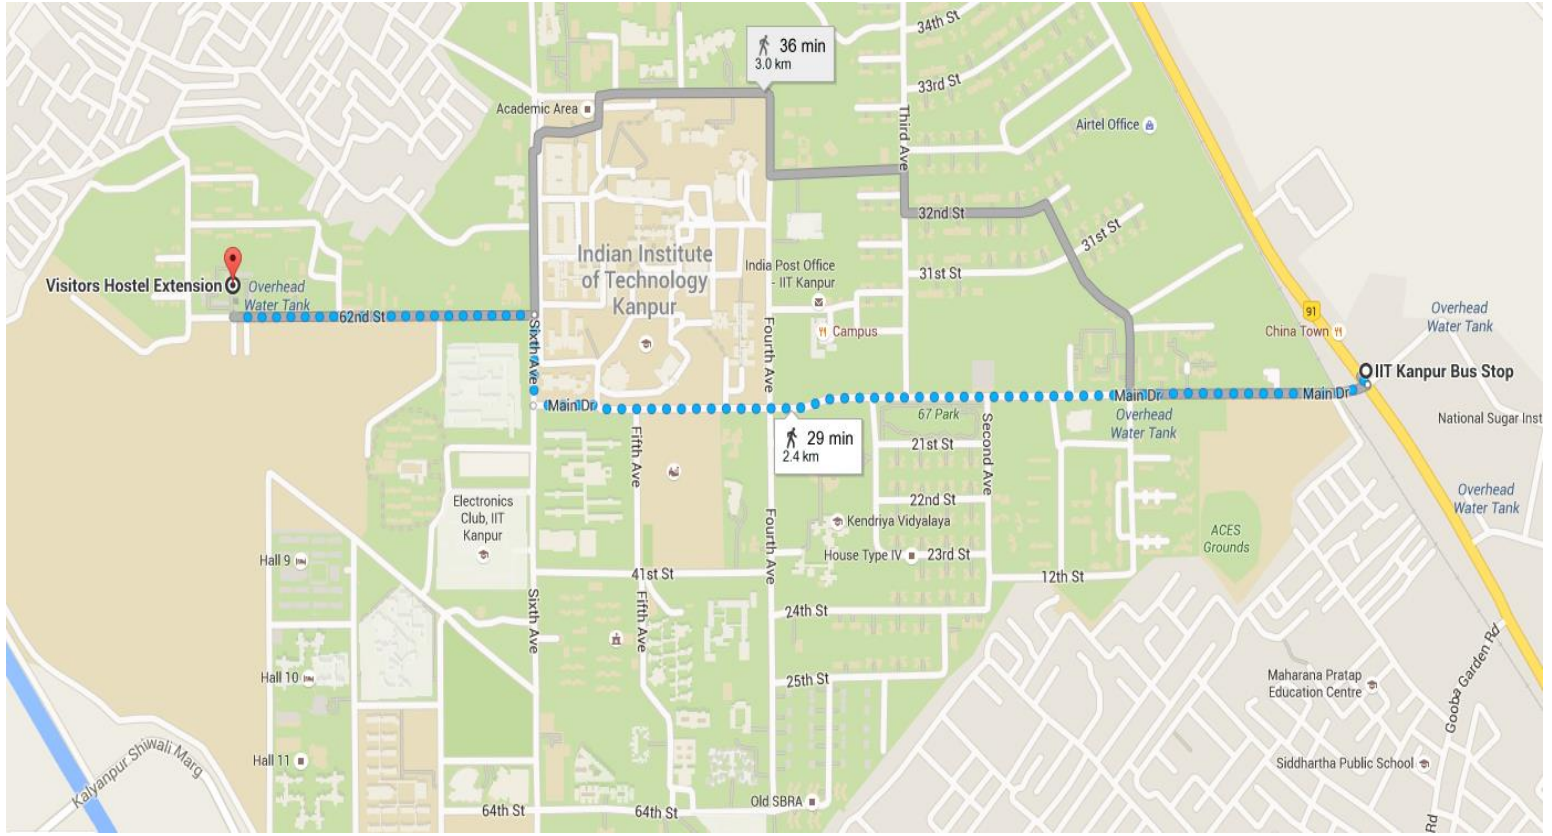 34th St
36 min
3.0 km
33rd St
Academic Area
Third Ave
Airtel Office
32nd St
31st St
Indian Institute
of Technology
Kanpur
India Post Office
- IIT Kanpur
31st St
Visitors Hostel Extension
Overhead
Water Tank
62nd St
Sixth Ave
Fourth Ave
Campus
91
China Town
Overhead
Water Tank
IIT Kanpur Bus Stop
Main Dr
Main Dr
Main Dr
67 Park
Overhead
Water Tank
National Sugar Inst
29 min
2.4 km
Fifth Ave
21st St
Second Ave
22nd St
Electronics
Club, IIT
Kanpur
Fourth Ave
Kendriya Vidyalaya
House Type IV
23rd St
ACES
Grounds
Overhead
Water Tank
Hall 9
41st St
12th St
Sixth Ave
Fifth Ave
24th St
Hall 10
25th St
Maharana Pratap
Education Centre
Gooba Garden Rd
Kalyanpur Shiwali Marg
Hall 11
Siddhartha Public School
64th St
64th St
Old SBRA
Rd